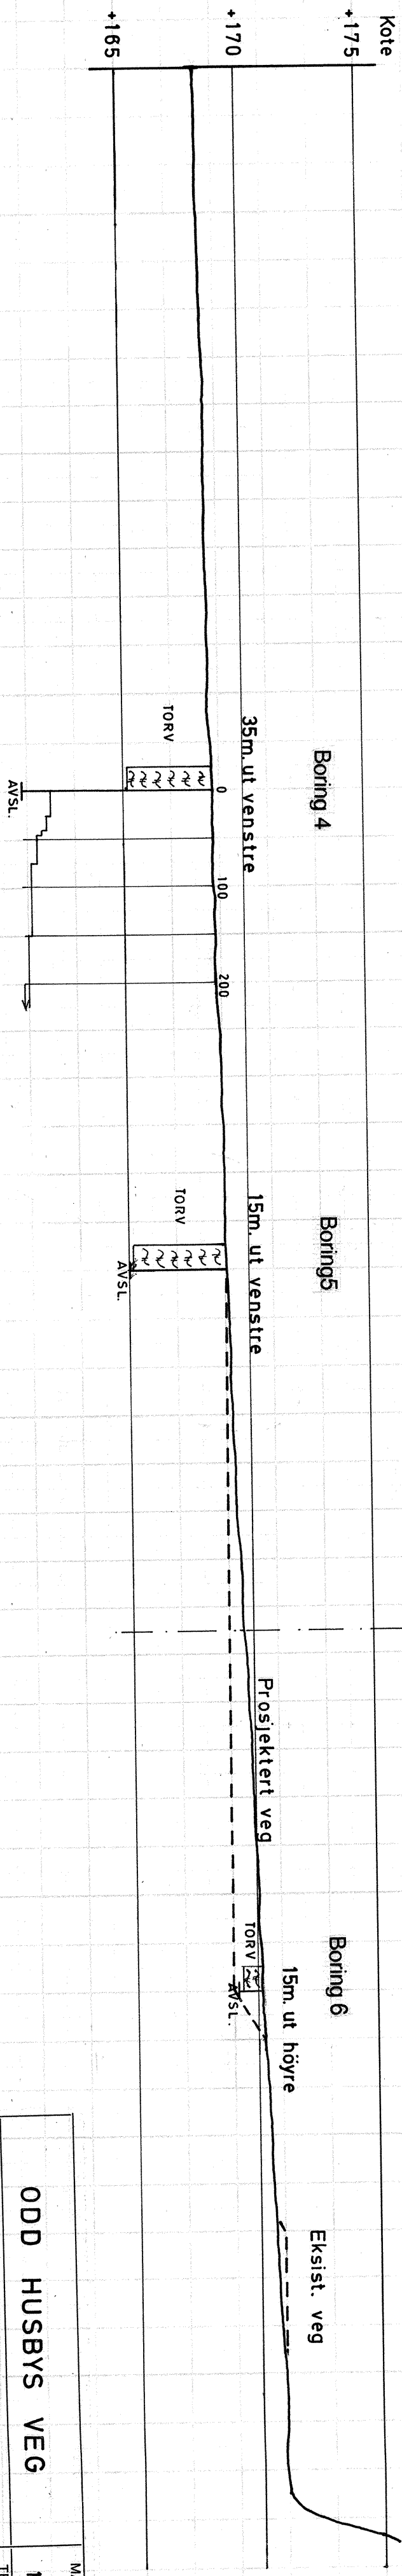 Kote
+175
+170
+165
Boring 4
35m. ut venstre
TORV
0
100
200
AVSL.
Boring5
15m. ut venstre
TORV
AVSL.
Prosjektert veg
Boring 6
15m. ut höyre
TORV
AVSL.
Eksist. veg
ODD HUSBYS VEG